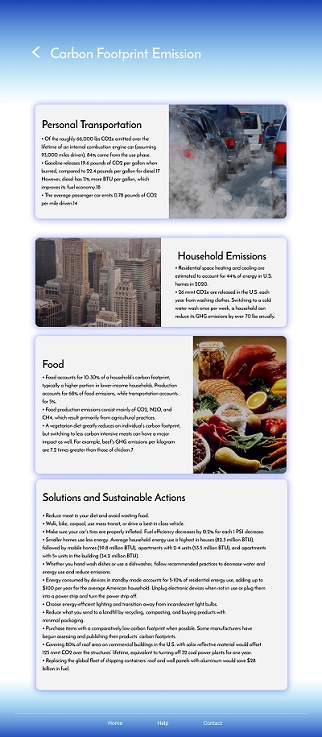 Carbon Footprint Emission
Personal Transportation
• Of the roughly 66,000 lbs CO2e emitted over the
lifetime of an internal combustion engine car (assuming
93,000 miles driven), 84% came from the use phase.
• Gasoline releases 19.6 pounds of CO2 per gallon when
burned, compared to 22.4 pounds per gallon for diesel.17
However, diesel has 11% more BTU per gallon, which
improves its fuel economy.18
• The average passenger car emits 0.78 pounds of CO2
per mile driven.14
Household Emissions
• Residential space heating and cooling are
estimated to account for 44% of energy in U.S.
homes in 2020.
• 26 mmt CO2e are released in the U.S. each
year from washing clothes. Switching to a cold
water wash once per week, a household can
reduce its GHG emissions by over 70 lbs anually.
Food
• Food accounts for 10-30% of a household's carbon footprint,
typically a higher portion in lower-income households. Production
accounts for 68% of food emissions, while transportation accounts
for 5%.
• Food production emissions consist mainly of CO2, N2O, and
CH4, which result primarily from agricultural practices.
• A vegetarian diet greatly reduces an individual's carbon footprint,
but switching to less carbon intensive meats can have a major
impact as well. For example, beef's GHG emissions per kilogram
are 7.2 times greater than those of chicken.7
Solutions and Sustainable Actions
• Reduce meat in your diet and avoid wasting food.
• Walk, bike, carpool, use mass transit, or drive a best-in-class vehicle.
• Make sure your car's tires are properly inflated. Fuel efficiency decreases by 0.2% for each 1 PSI decrease.
• Smaller homes use less energy. Average household energy use is highest in houses (82.3 million BTU),
followed by mobile homes (59.8 million BTU), apartments with 2-4 units (53.5 million BTU), and apartments
with 5+ units in the building (34.2 million BTU).
• Whether you hand wash dishes or use a dishwasher, follow recommended practices to decrease water and
energy use and reduce emissions.
• Energy consumed by devices in standby mode accounts for 5-10% of residential energy use, adding up to
$100 per year for the average American household. Unplug electronic devices when not in use or plug them
into a power strip and turn the power strip off.
• Choose energy-efficient lighting and transition away from incandescent light bulbs.
• Reduce what you send to a landfill by recycling, composting, and buying products with
minimal packaging.
• Purchase items with a comparatively low carbon footprint when possible. Some manufacturers have
begun assessing and publishing their products' carbon footprints.
• Covering 80% of roof area on commercial buildings in the U.S. with solar reflective material would offset
125 mmt CO2 over the structures' lifetime, equivalent to turning off 32 coal power plants for one year.
• Replacing the global fleet of shipping containers' roof and wall panels with aluminum would save $28
billion in fuel.
Home
Help
Contact